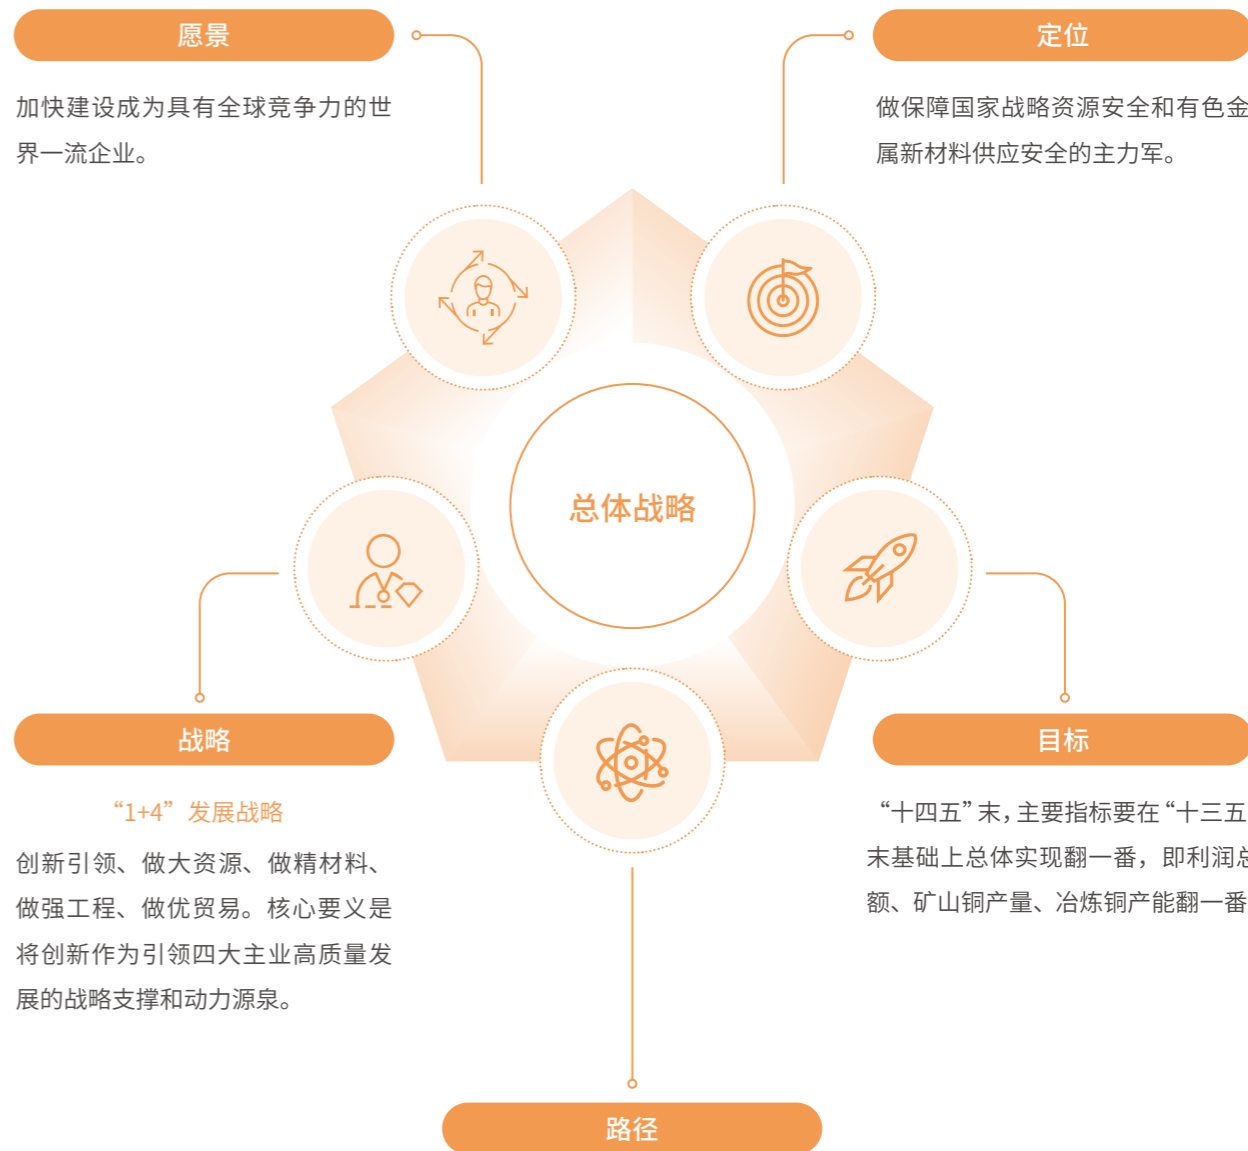 愿景
加快建设成为具有全球竞争力的世
界一流企业。
定位
做保障国家战略资源安全和有色金
属新材料供应安全的主力军。
总体战略
战略
“1+4”发展战略
创新引领、做大资源、做精材料、
做强工程、做优贸易。核心要义是
将创新作为引领四大主业高质量发
展的战略支撑和动力源泉。
目标
“十四五”末，主要指标要在“十三五
末基础上总体实现翻一番，即利润总
额、矿山铜产量、冶炼铜产能翻一番
路径